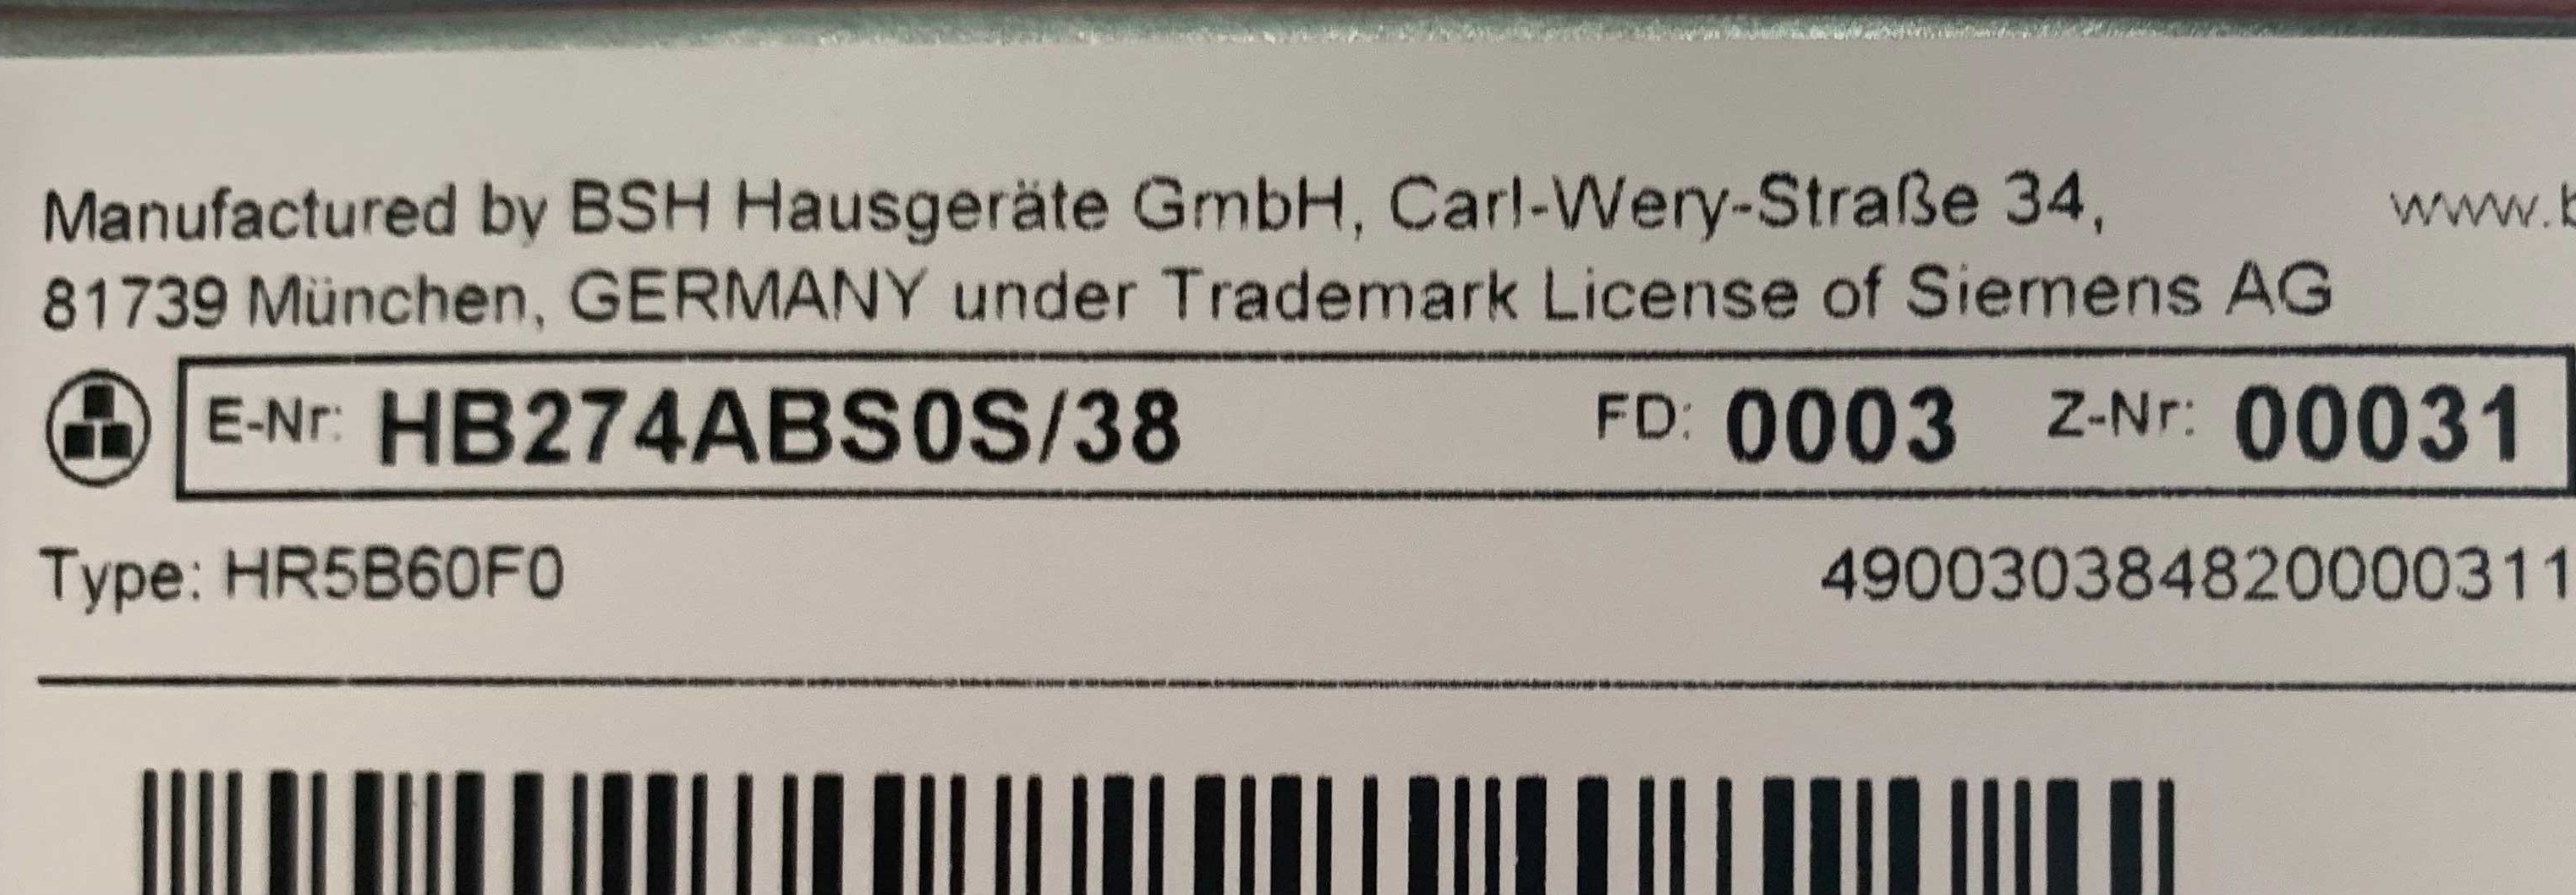 Manufactured by BSH Hausgeräte GmbH, Carl-Wery-Straße 34,
81739 München, GERMANY under Trademark License of Siemens AG
E-Nr: HB274ABS0S/38 FD: 0003 Z-Nr: 00031
Type: HR5B60F0 490030384820000311